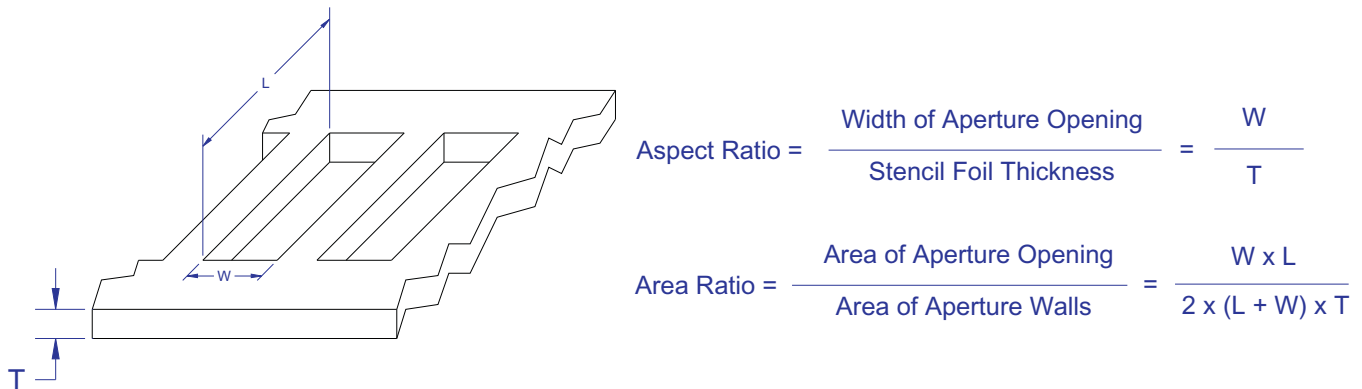 L
W
T
Aspect Ratio = Width of Aperture Opening / Stencil Foil Thickness = W / T
Area Ratio = Area of Aperture Opening / Area of Aperture Walls = W x L / 2 x (L + W) x T